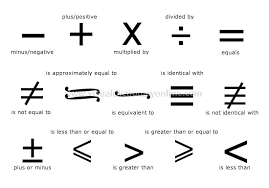 plus/positive divided by
− + x ÷ =
minus/negative multiplied by equals
is approximately equal to is identical with
≠ ≡ ≢
is not equal to is equivalent to is not identical with
is less than or equal to is greater than or equal to
± ⩽ > ⩾ <
plus or minus is greater than is less than